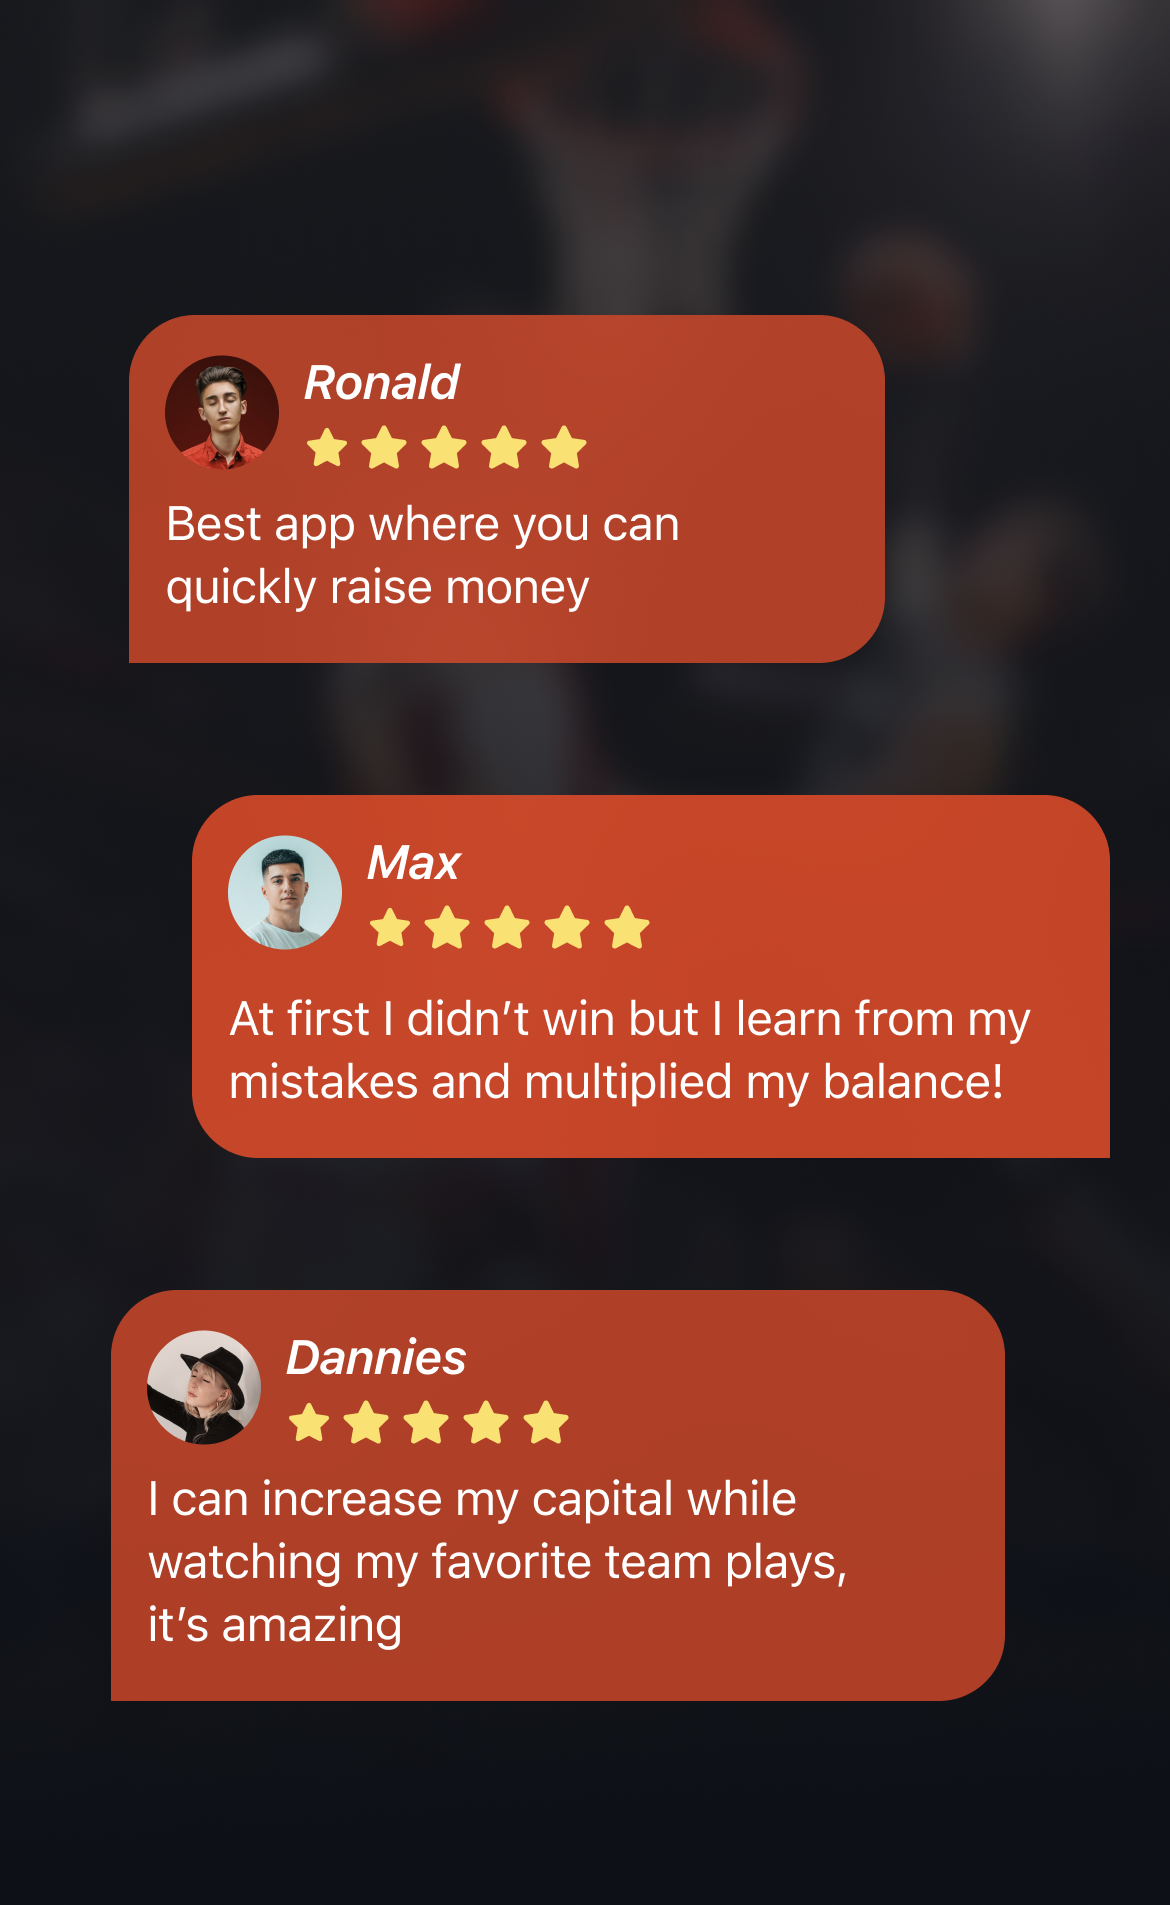 Ronald
Best app where you can
quickly raise money
Max
At first I didn’t win but I learn from my
mistakes and multiplied my balance!
Dannies
I can increase my capital while
watching my favorite team plays,
it’s amazing